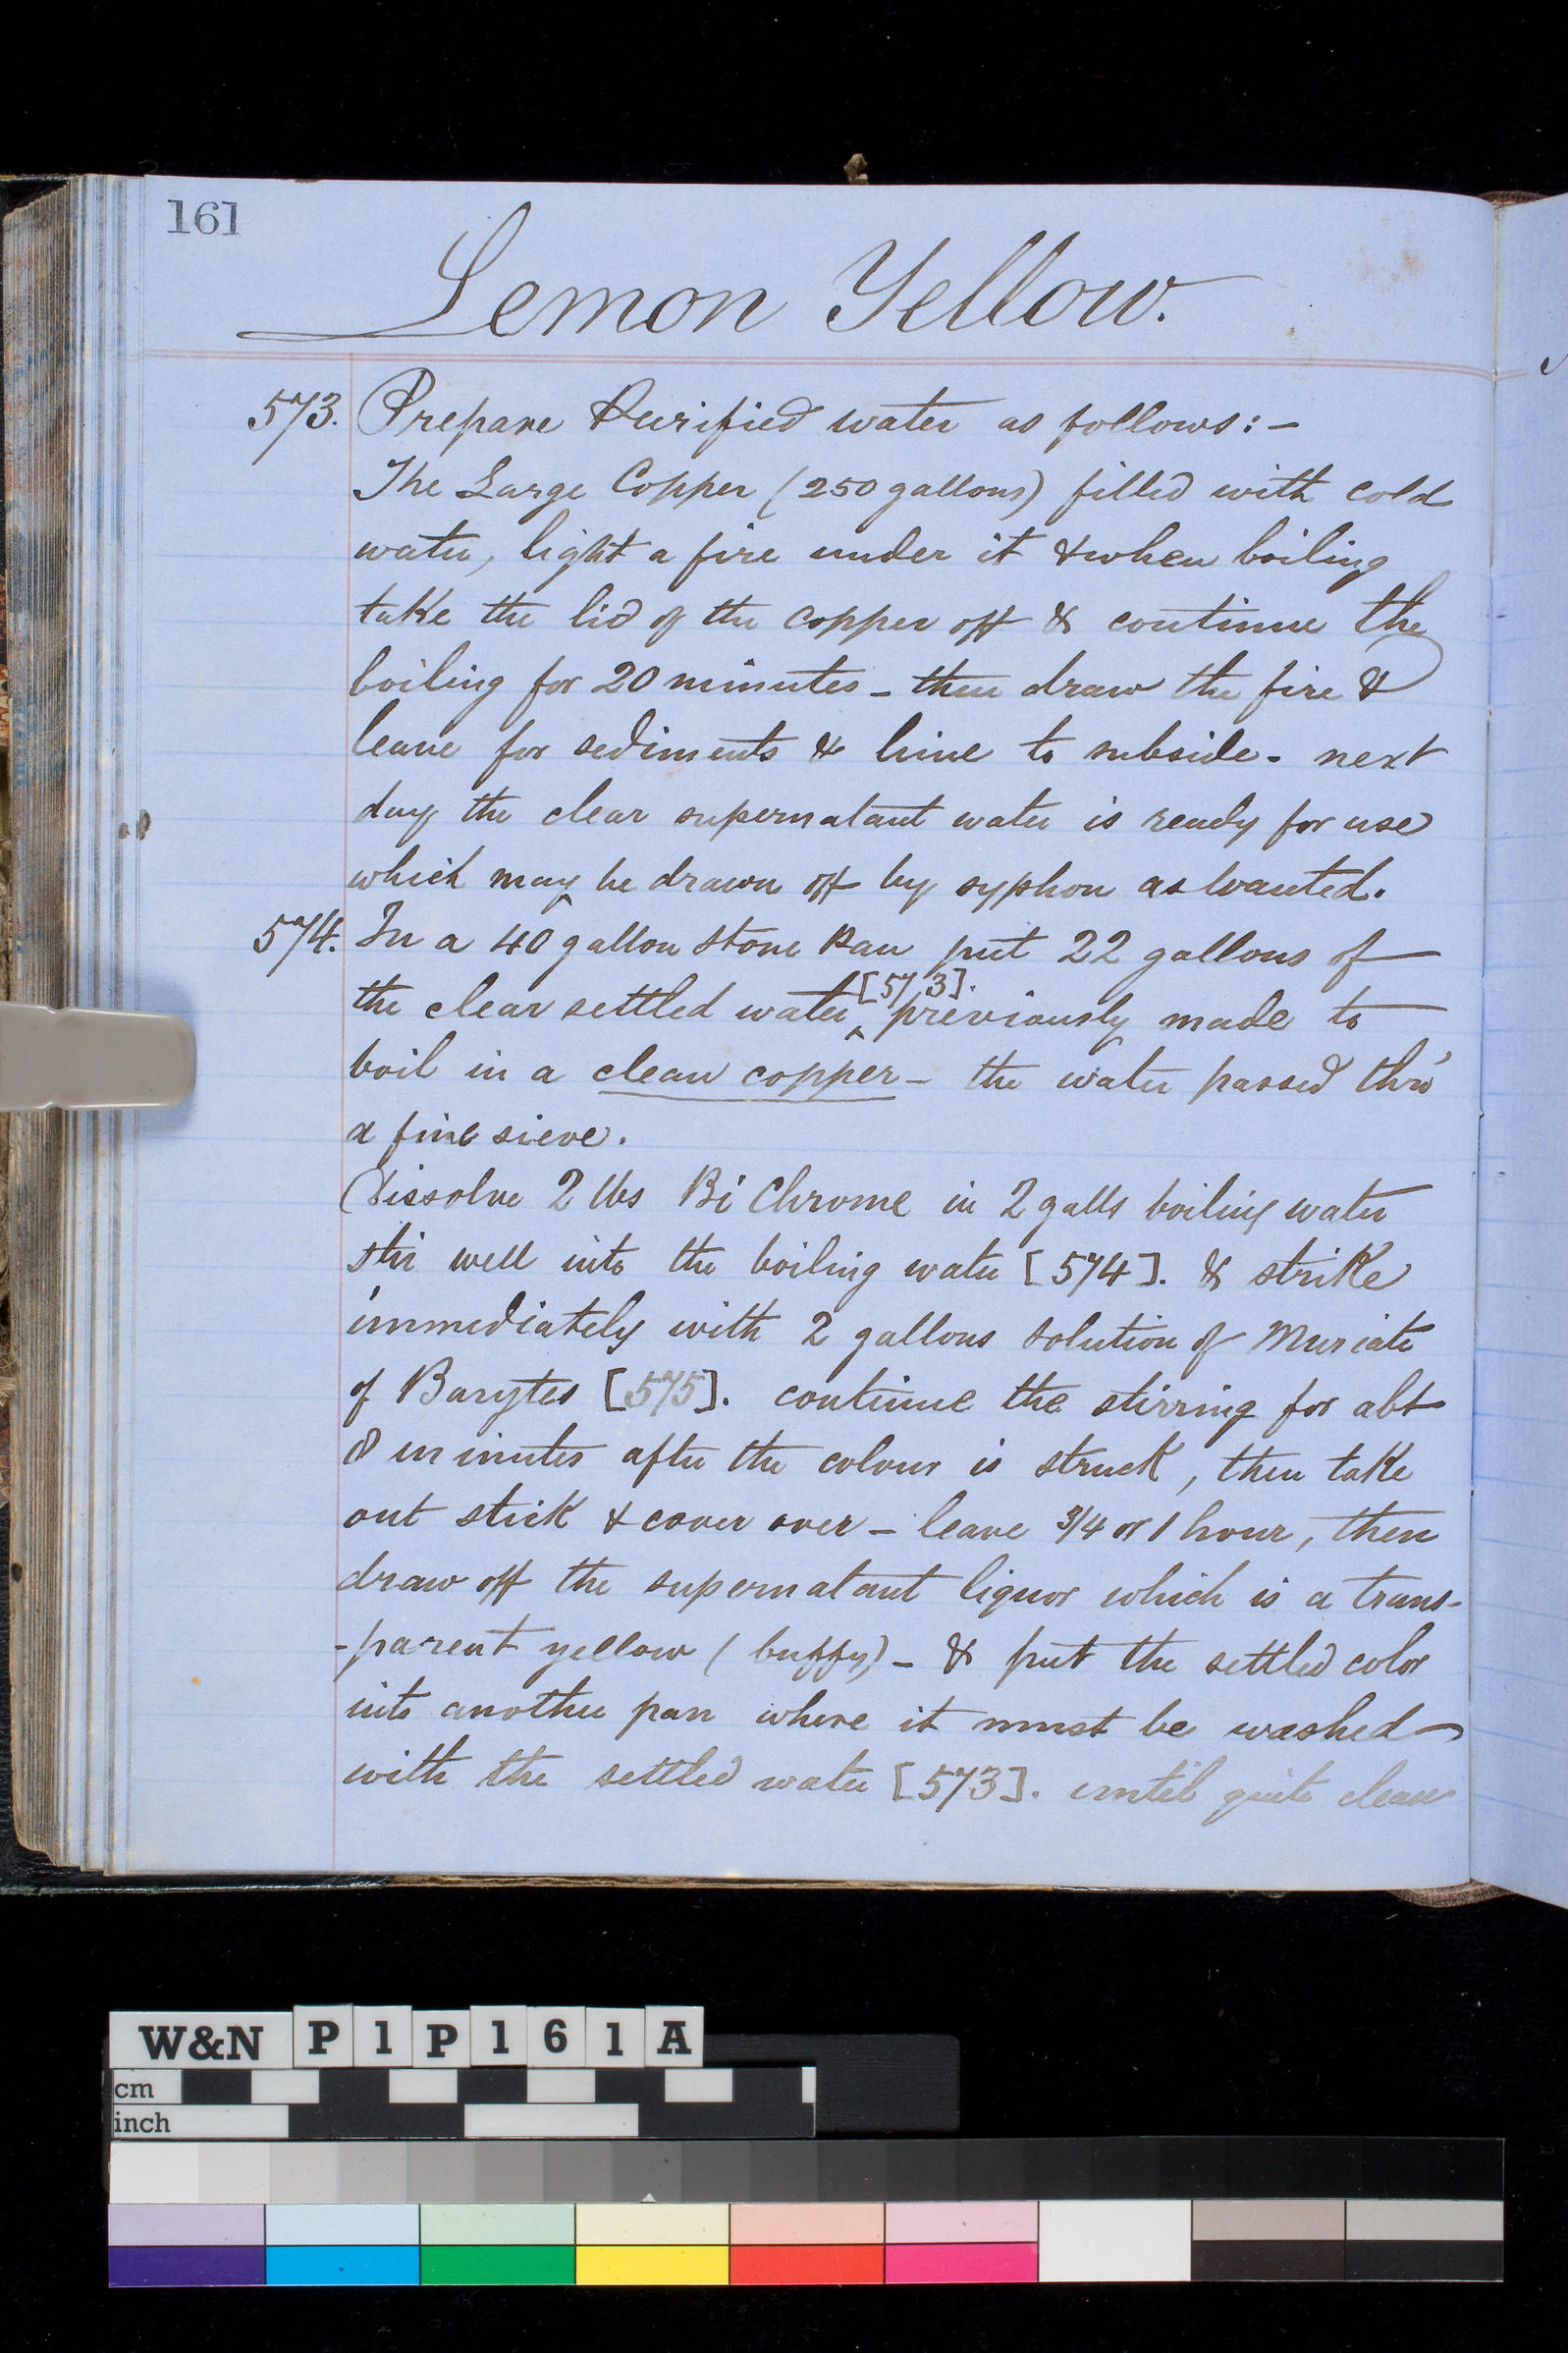 161
Lemon Yellow.
573. Prepare Purified water as follows:—
The Large Copper (250 gallons) filled with cold
water, light a fire under it & when boiling
take the lid of the copper off & continue the
boiling for 20 minutes – then draw the fire &
leave for sediments & lime to subside - next
day the clear supernatant water is ready for use
which may be drawn off by syphon as wanted.
574. In a 40 gallon stone Pan put 22 gallons of
the clear settled water ‸ [573]. previously made to
boil in a clean copper – the water passed thro'
a fine sieve.
Dissolve 2 lbs Bi Chrome in 2 galls boiling water
stir well into the boiling water [574]. & strike
immediately with 2 gallons solution of Muriate
of Barytes [575]. continue the stirring for abt
8 minutes after the colour is struck, then take
out stick & cover over – leave 3/4 or 1 hour, then
draw off the supernatant liquor which is a trans-
-parent yellow (buffy) – & put the settled color
into another pan where it must be washed
with the settled water [573]. until quite clean
W&N P1P161A
cm
inch